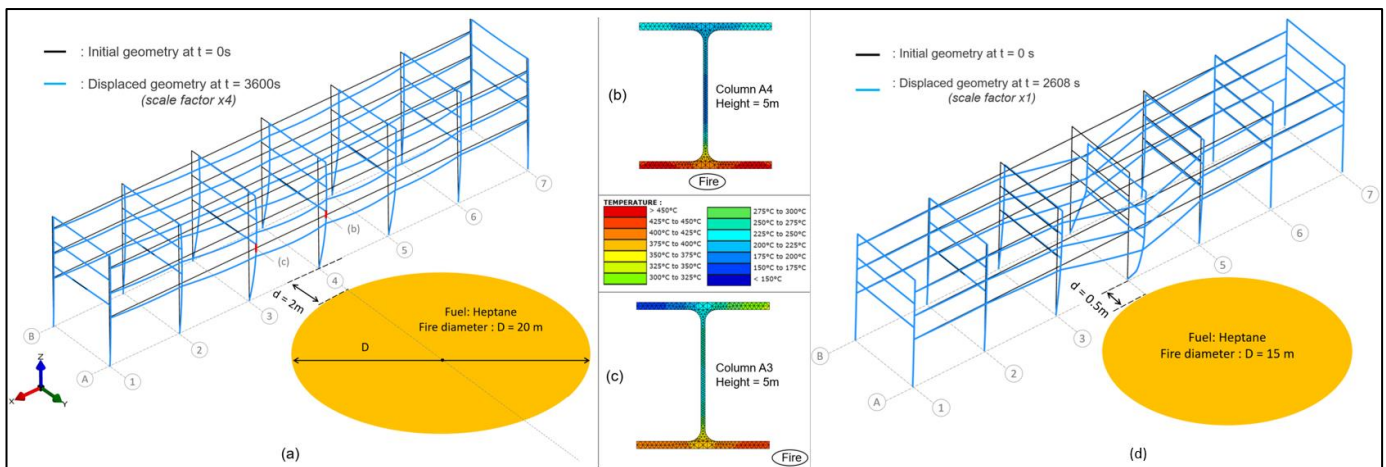 : Initial geometry at t = 0s
: Displaced geometry at t = 3600s
(scale factor x4)
7
6
(b)
5
(c)
4
d = 2m
3
Fuel: Heptane
Fire diameter : D = 20 m
B
2
D
A
1
Z
X
Y
(a)
(b)
Column A4
Height = 5m
Fire
TEMPERATURE :
> 450°C
425°C to 450°C
400°C to 425°C
375°C to 400°C
350°C to 375°C
325°C to 350°C
300°C to 325°C
275°C to 300°C
250°C to 275°C
225°C to 250°C
200°C to 225°C
175°C to 200°C
150°C to 175°C
< 150°C
Column A3
Height = 5m
(c)
Fire
: Initial geometry at t = 0 s
: Displaced geometry at t = 2608 s
(scale factor x1)
7
6
5
d = 0.5m
3
Fuel: Heptane
Fire diameter : D = 15 m
B
2
A
1
(d)